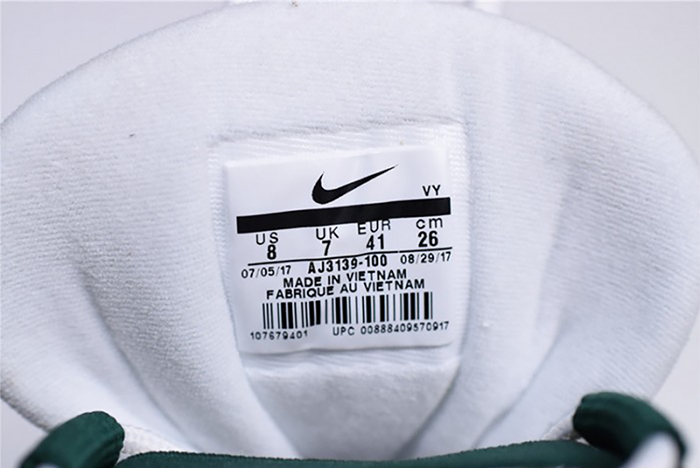 VY
US UK EUR cm
8 7 41 26
07/05/17 AJ3139-100 08/29/17
MADE IN VIETNAM
FABRIQUE AU VIETNAM
107679401 UPC 00888409570917